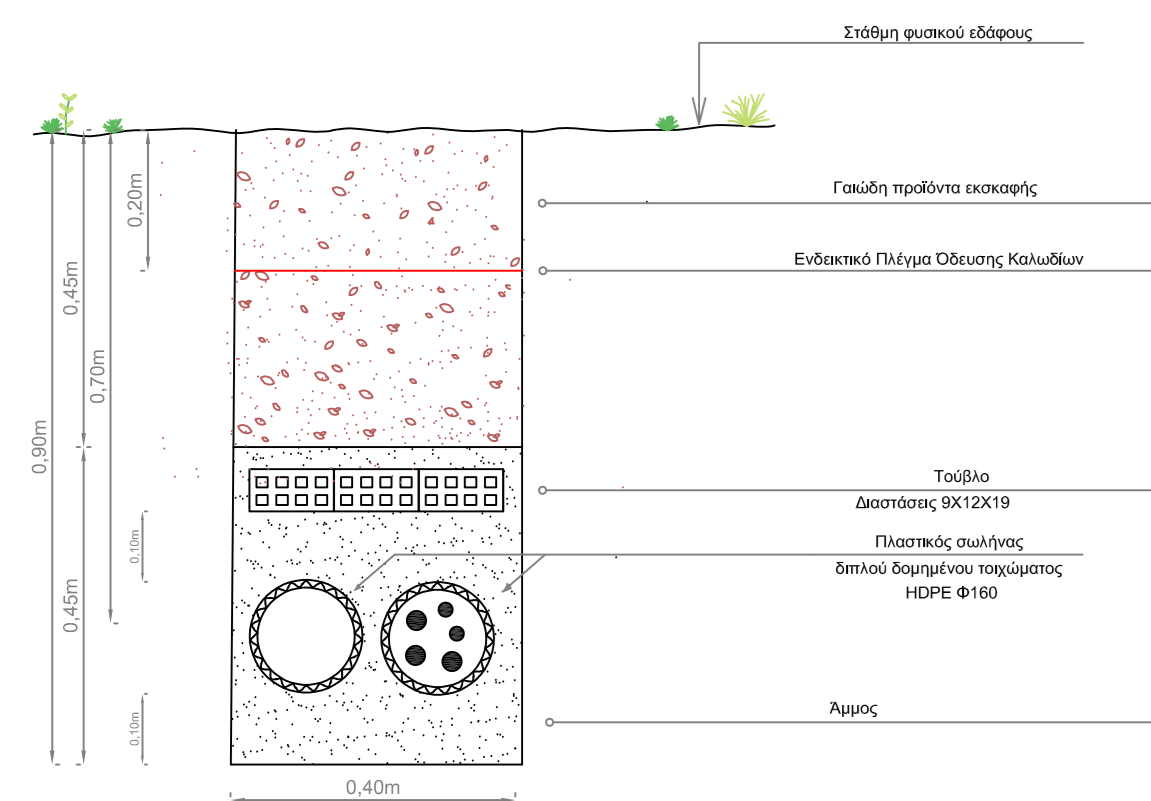 Στάθμη φυσικού εδάφους
Γαιώδη προϊόντα εκσκαφής
0,20m
Ενδεικτικό Πλέγμα Όδευσης Καλωδίων
0,45m
0,70m
0,90m
Τούβλο
Διαστάσεις 9X12X19
0,10m
Πλαστικός σωλήνας
διπλού δομημένου τοιχώματος
HDPE Φ160
0,45m
Άμμος
0,10m
0,40m